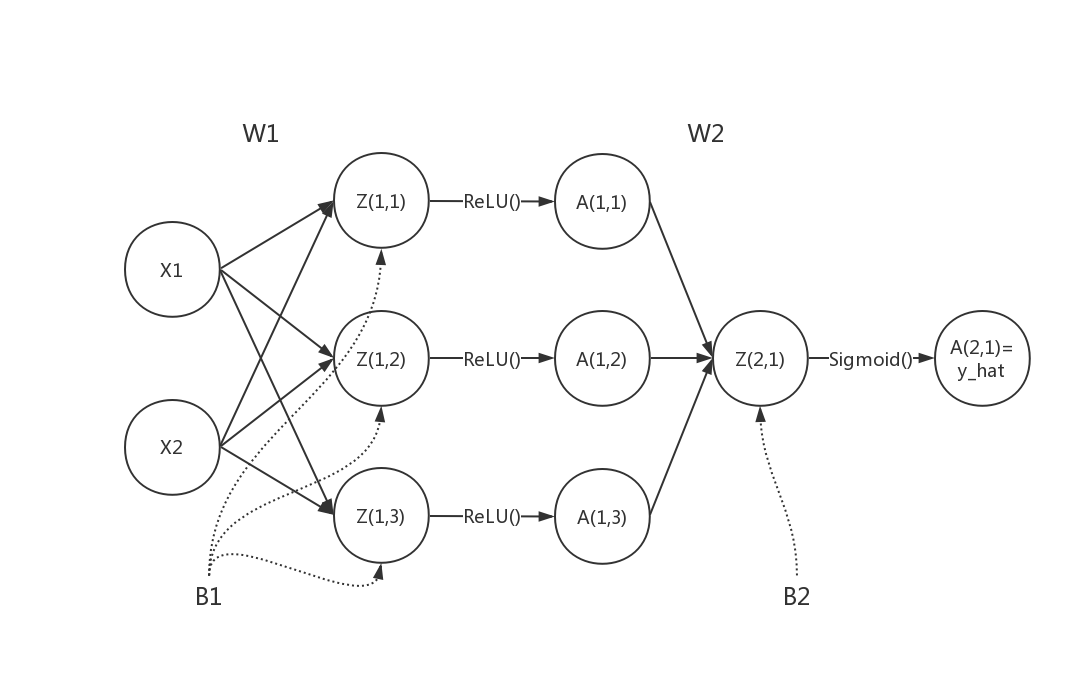 W1
W2
Z(1,1)
ReLU()
A(1,1)
X1
Z(1,2)
ReLU()
A(1,2)
Z(2,1)
Sigmoid()
A(2,1)=
y_hat
X2
Z(1,3)
ReLU()
A(1,3)
B1
B2